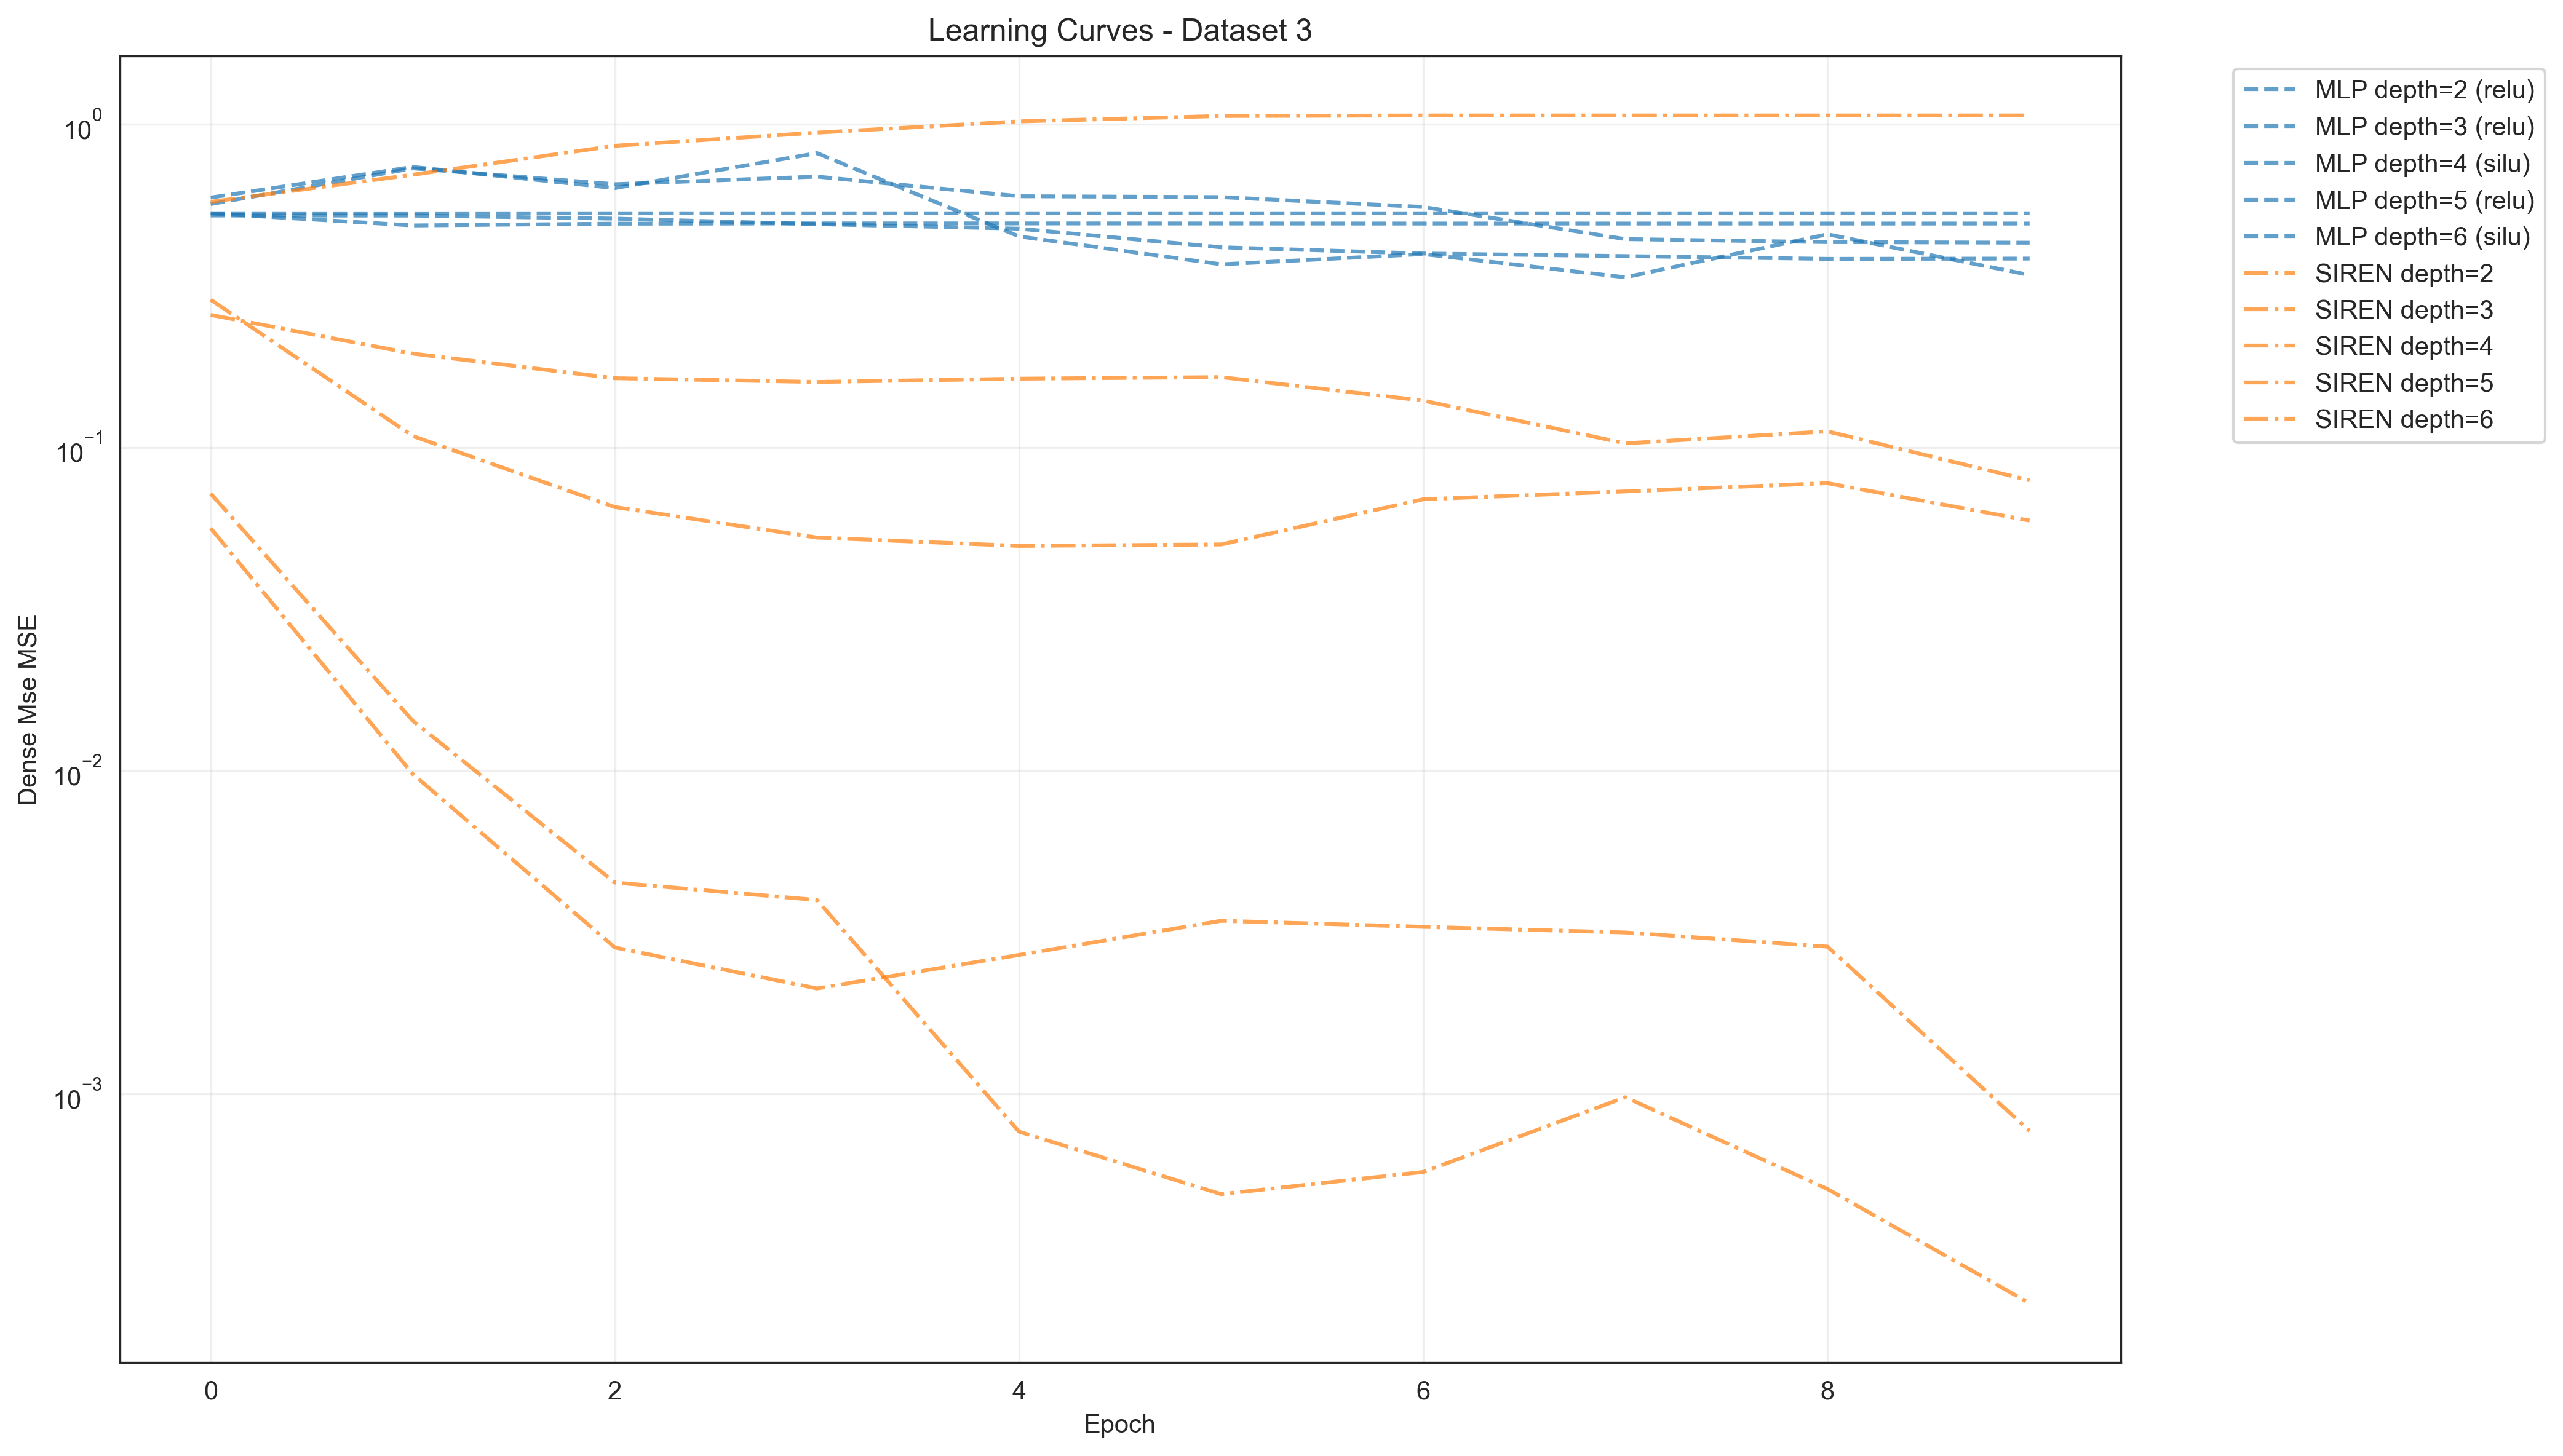 Learning Curves - Dataset 3
Dense Mse MSE
10⁰
10⁻¹
10⁻²
10⁻³
0 2 4 6 8
Epoch
MLP depth=2 (relu)
MLP depth=3 (relu)
MLP depth=4 (silu)
MLP depth=5 (relu)
MLP depth=6 (silu)
SIREN depth=2
SIREN depth=3
SIREN depth=4
SIREN depth=5
SIREN depth=6